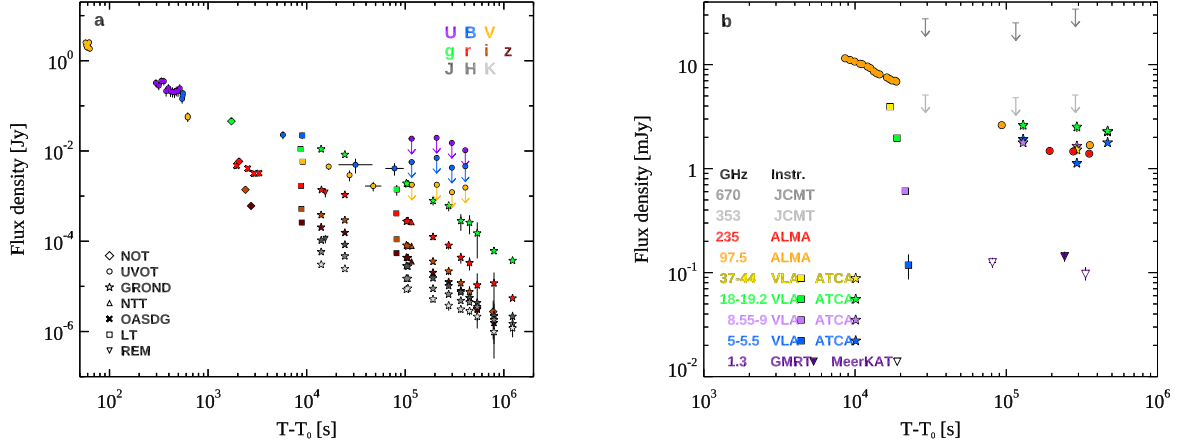 a
U B V
g r i z
J H K
NOT
UVOT
GROND
NTT
OASDG
LT
REM
10^0
10^-2
10^-4
10^-6
Flux density [Jy]
10^2 10^3 10^4 10^5 10^6
T-T_0 [s]
b
GHz Instr.
670 JCMT
353 JCMT
235 ALMA
97.5 ALMA
37-44 VLA ATCA
18-19.2 VLA ATCA
8.55-9 VLA ATCA
5-5.5 VLA ATCA
1.3 GMRT MeerKAT
100
10
1
10^-1
10^-2
Flux density [mJy]
10^3 10^4 10^5 10^6
T-T_0 [s]